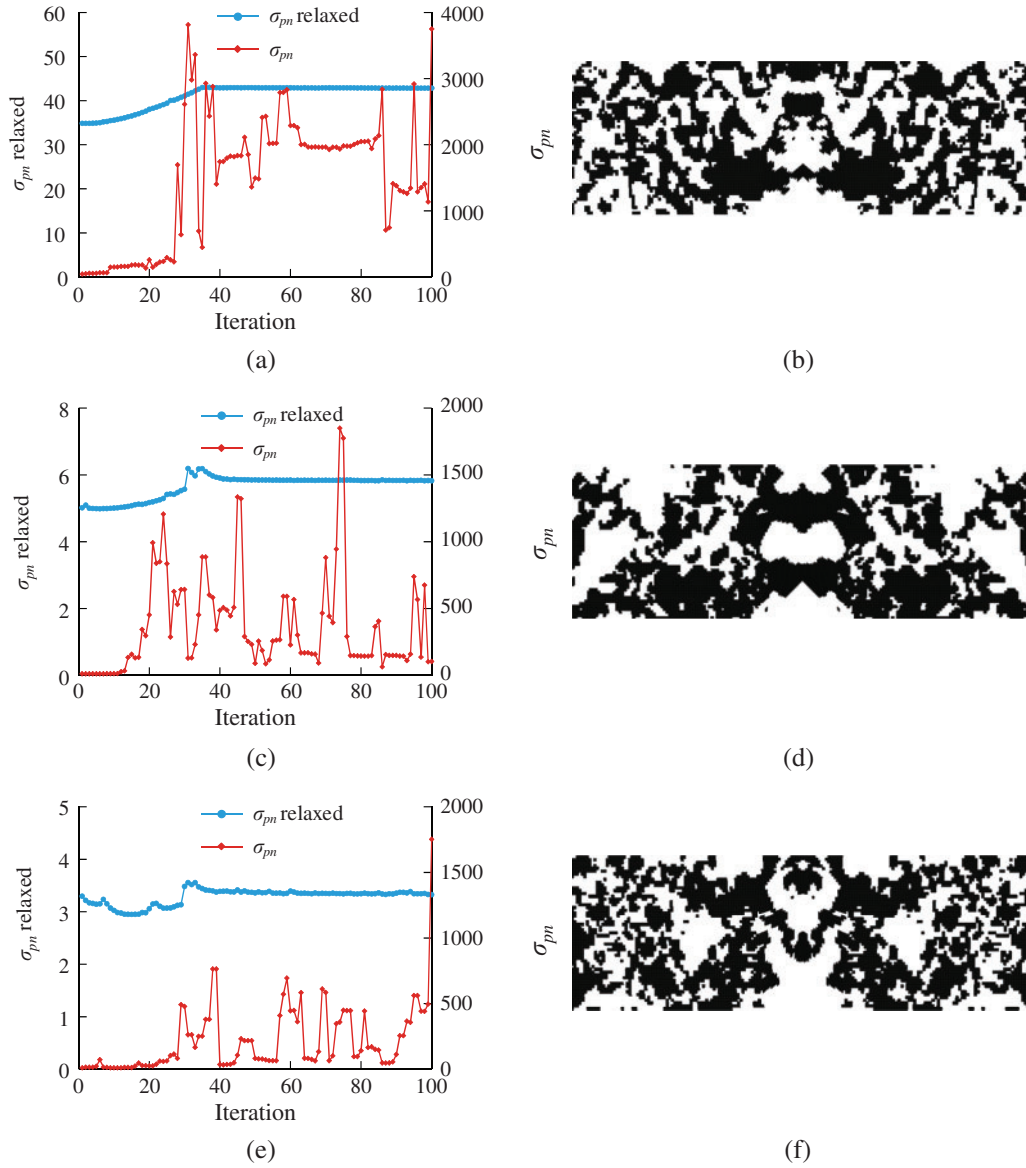 σpn relaxed
σpn
60
50
40
30
20
10
0
4000
3000
2000
1000
0
σpn relaxed
σpn
0 20 40 60 80 100
Iteration
(a)
(b)
σpn relaxed
σpn
8
6
4
2
0
2000
1500
1000
500
0
σpn relaxed
σpn
0 20 40 60 80 100
Iteration
(c)
(d)
σpn relaxed
σpn
5
4
3
2
1
0
2000
1500
1000
500
0
σpn relaxed
σpn
0 20 40 60 80 100
Iteration
(e)
(f)